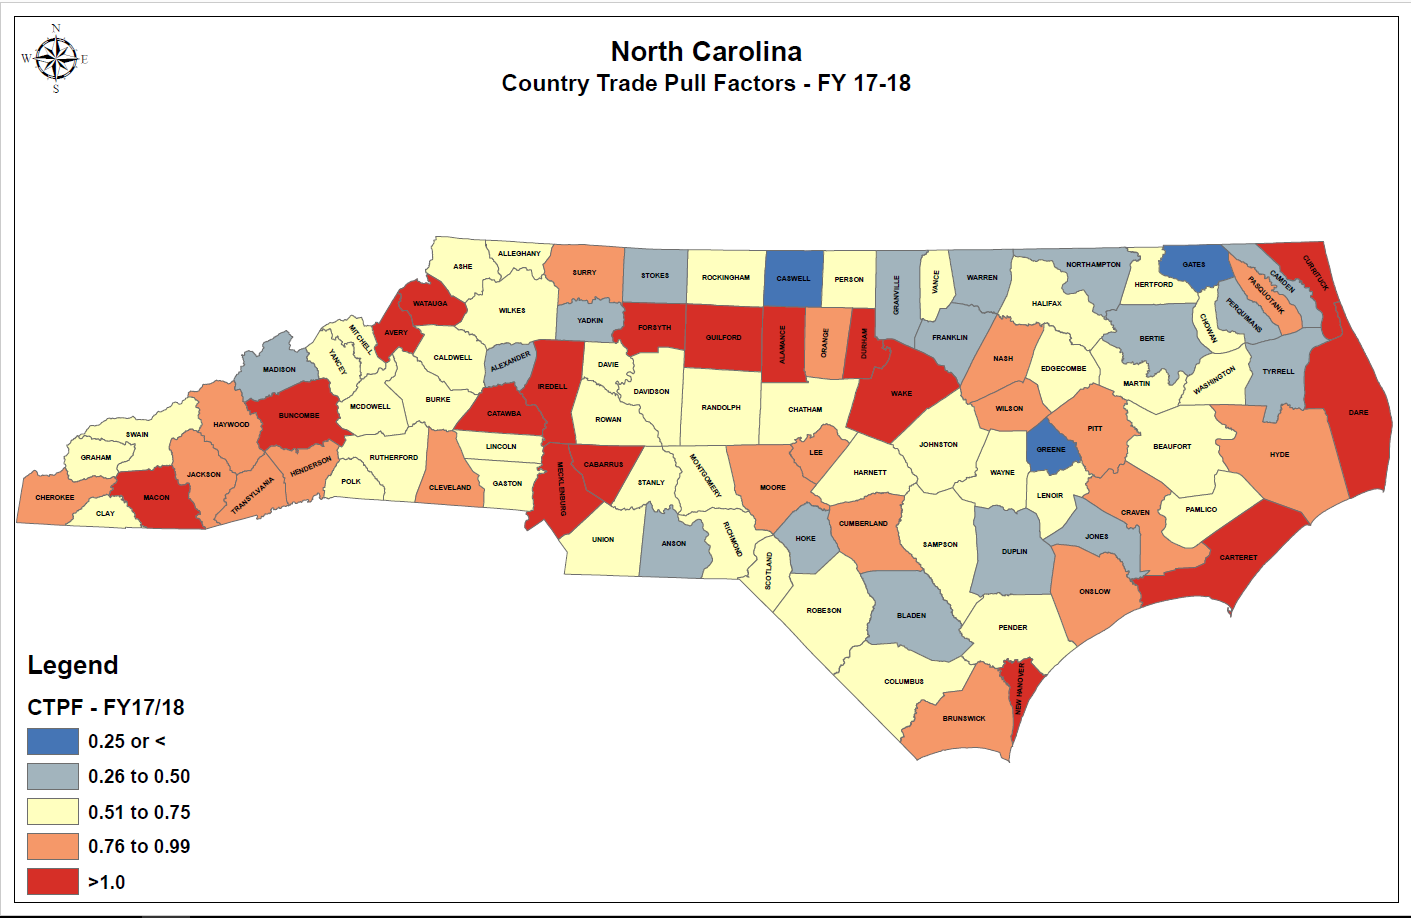 N
W E
S
North Carolina
Country Trade Pull Factors - FY 17-18
ALLEGHANY
ASHE
SURRY
STOKES
ROCKINGHAM
CASWELL
PERSON
GRANVILLE
VANCE
WARREN
NORTHAMPTON
HERTFORD
GATES
CURRITUCK
CAMDEN
PASQUOTANK
PERQUIMANS
CHOWAN
WATAUGA
WILKES
YADKIN
FORSYTH
GUILFORD
ALAMANCE
ORANGE
DURHAM
FRANKLIN
HALIFAX
BERTIE
AVERY
MITCHELL
YANCEY
MADISON
CALDWELL
ALEXANDER
IREDELL
DAVIE
DAVIDSON
RANDOLPH
CHATHAM
WAKE
NASH
EDGECOMBE
MARTIN
WASHINGTON
TYRRELL
DARE
BUNCOMBE
MCDOWELL
BURKE
CATAWBA
ROWAN
HAYWOOD
SWAIN
GRAHAM
JACKSON
HENDERSON
RUTHERFORD
POLK
CLEVELAND
LINCOLN
GASTON
MECKLENBURG
CABARRUS
STANLY
MONTGOMERY
MOORE
LEE
HARNETT
JOHNSTON
WILSON
WAYNE
GREENE
PITT
BEAUFORT
HYDE
CHEROKEE
CLAY
MACON
TRANSYLVANIA
UNION
ANSON
RICHMOND
SCOTLAND
HOKE
CUMBERLAND
SAMPSON
DUPLIN
LENOIR
JONES
CRAVEN
PAMLICO
CARTERET
ROBESON
BLADEN
PENDER
ONSLOW
COLUMBUS
BRUNSWICK
NEW HANOVER
Legend
CTPF - FY17/18
0.25 or <
0.26 to 0.50
0.51 to 0.75
0.76 to 0.99
>1.0